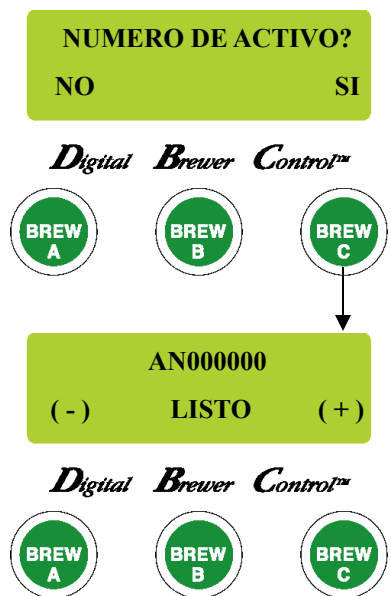 NUMERO DE ACTIVO?
NO SI
Digital Brewer Control™
BREW A BREW B BREW C
AN000000
( - ) LISTO ( + )
Digital Brewer Control™
BREW A BREW B BREW C